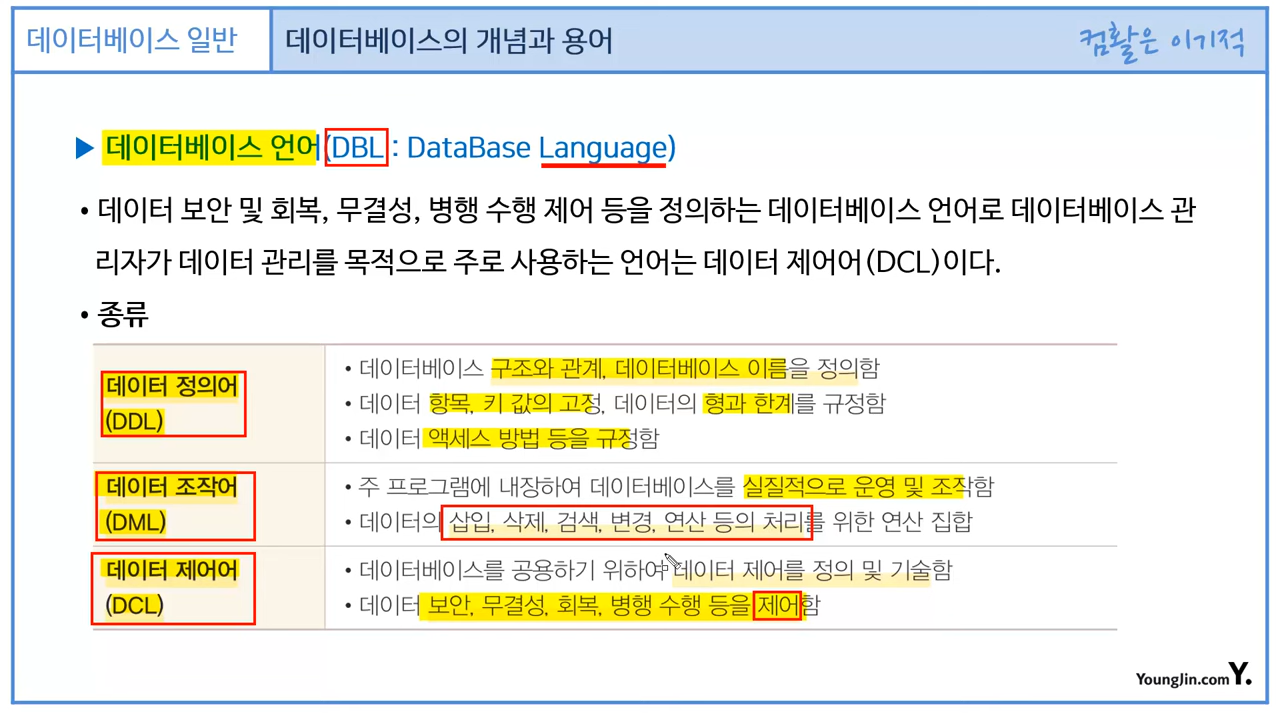 데이터베이스 일반
데이터베이스의 개념과 용어
컴활은 이기적
▶ 데이터베이스 언어(DBL : DataBase Language)
• 데이터 보안 및 회복, 무결성, 병행 수행 제어 등을 정의하는 데이터베이스 언어로 데이터베이스 관
리자가 데이터 관리를 목적으로 주로 사용하는 언어는 데이터 제어어(DCL)이다.
• 종류
데이터 정의어
(DDL)
• 데이터베이스 구조와 관계, 데이터베이스 이름을 정의함
• 데이터 항목, 키 값의 고정, 데이터의 형과 한계를 규정함
• 데이터 액세스 방법 등을 규정함
데이터 조작어
(DML)
• 주 프로그램에 내장하여 데이터베이스를 실질적으로 운영 및 조작함
• 데이터의 삽입, 삭제, 검색, 변경, 연산 등의 처리를 위한 연산 집합
데이터 제어어
(DCL)
• 데이터베이스를 공용하기 위하여 데이터 제어를 정의 및 기술함
• 데이터 보안, 무결성, 회복, 병행 수행 등을 제어함
YoungJin.com Y.